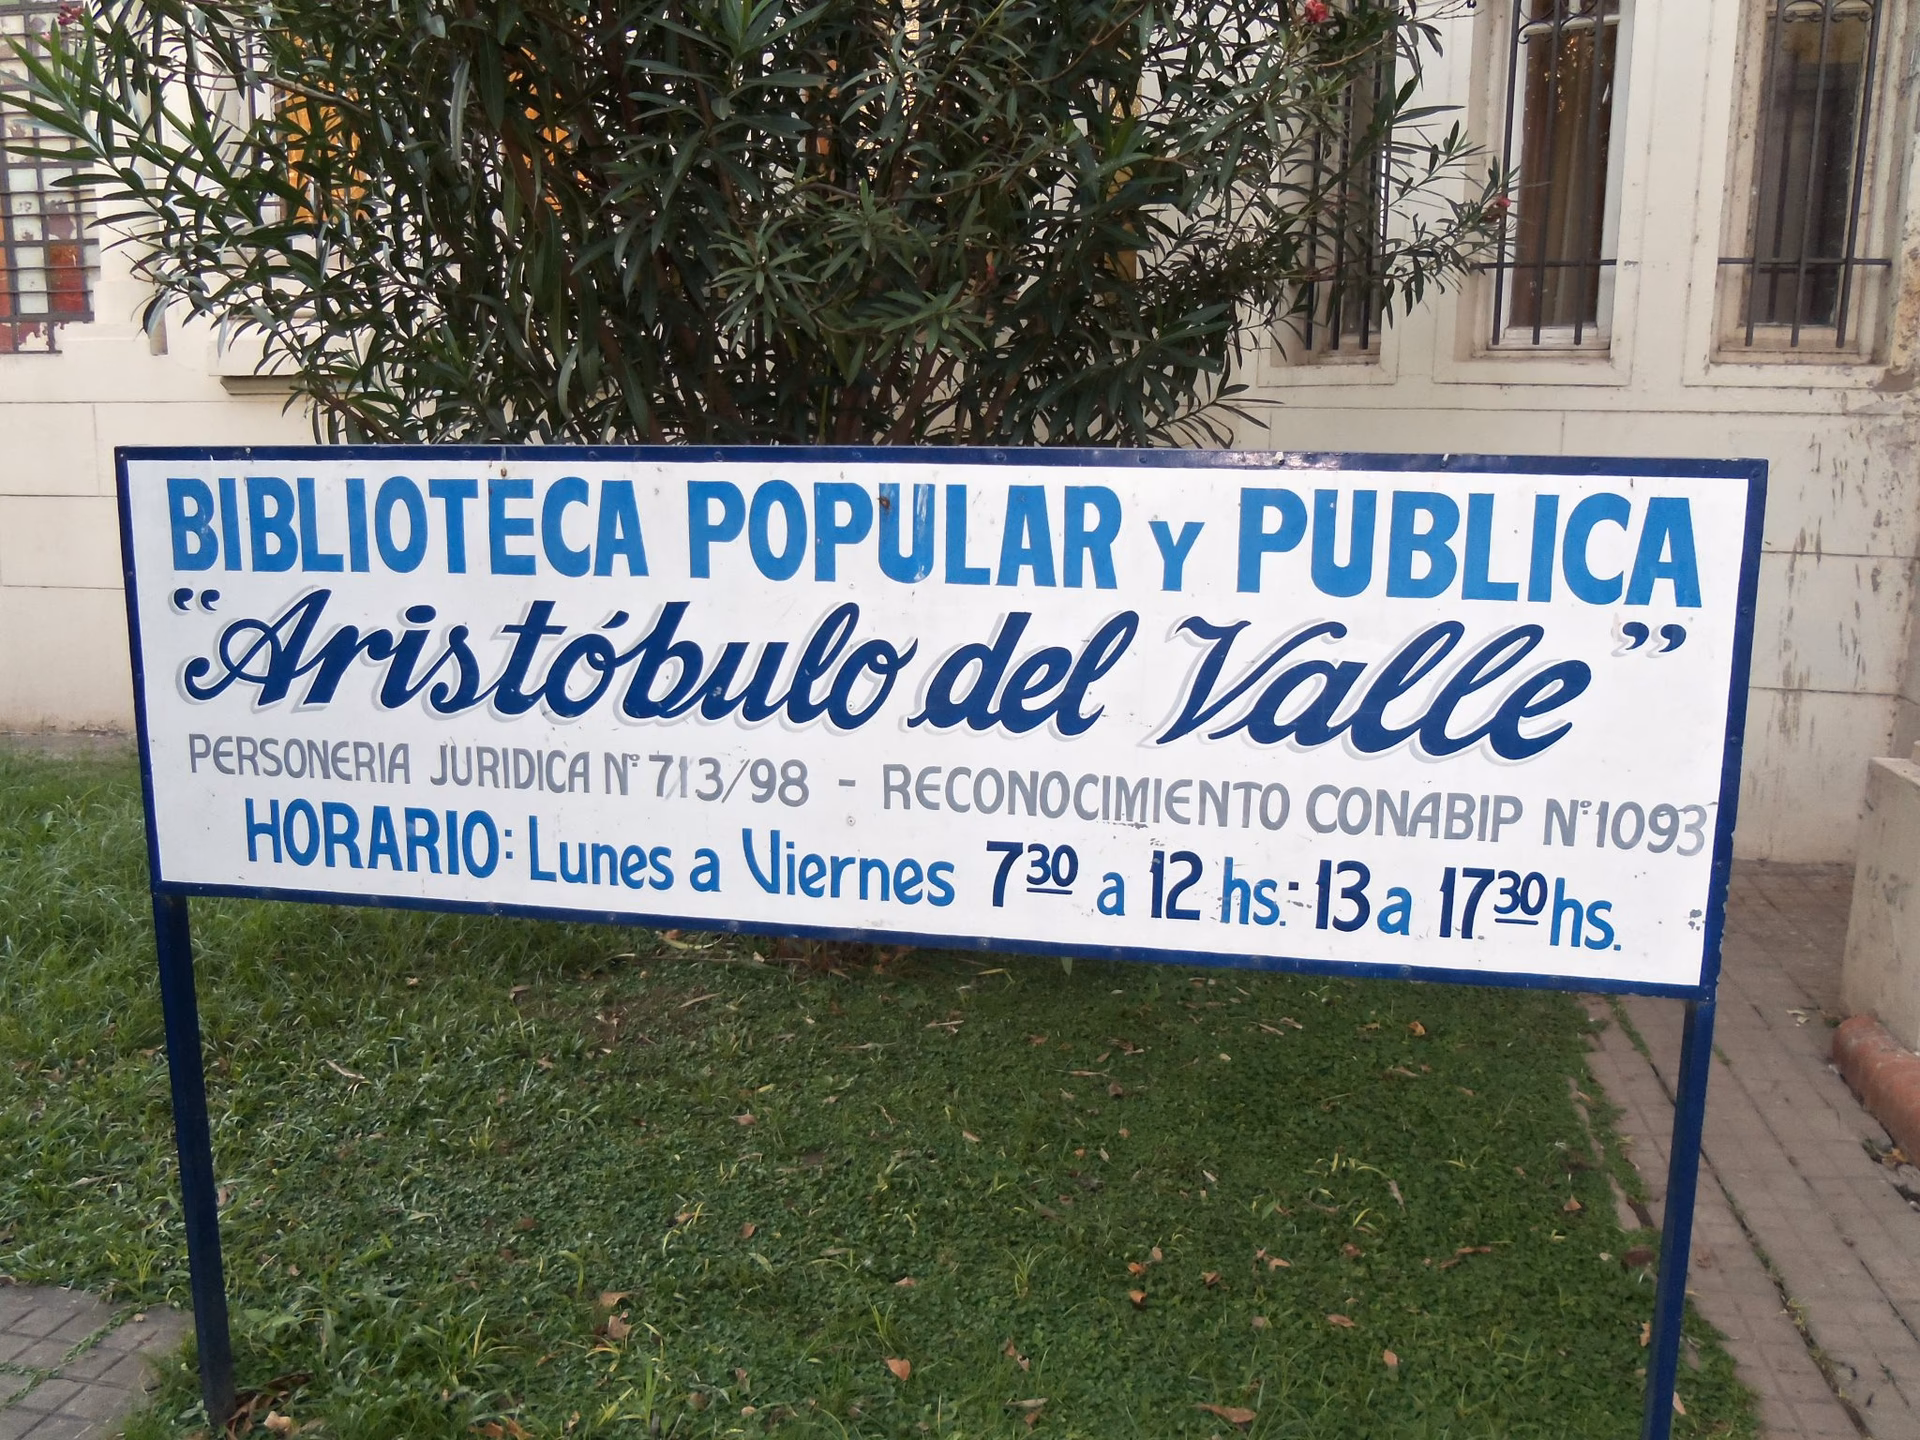 BIBLIOTECA POPULAR Y PUBLICA
“Aristóbulo del Valle”
PERSONERIA JURIDICA Nº 713/98 - RECONOCIMIENTO CONABIP Nº 1093
HORARIO: Lunes a Viernes 7³⁰ a 12 hs. - 13 a 17³⁰ hs.